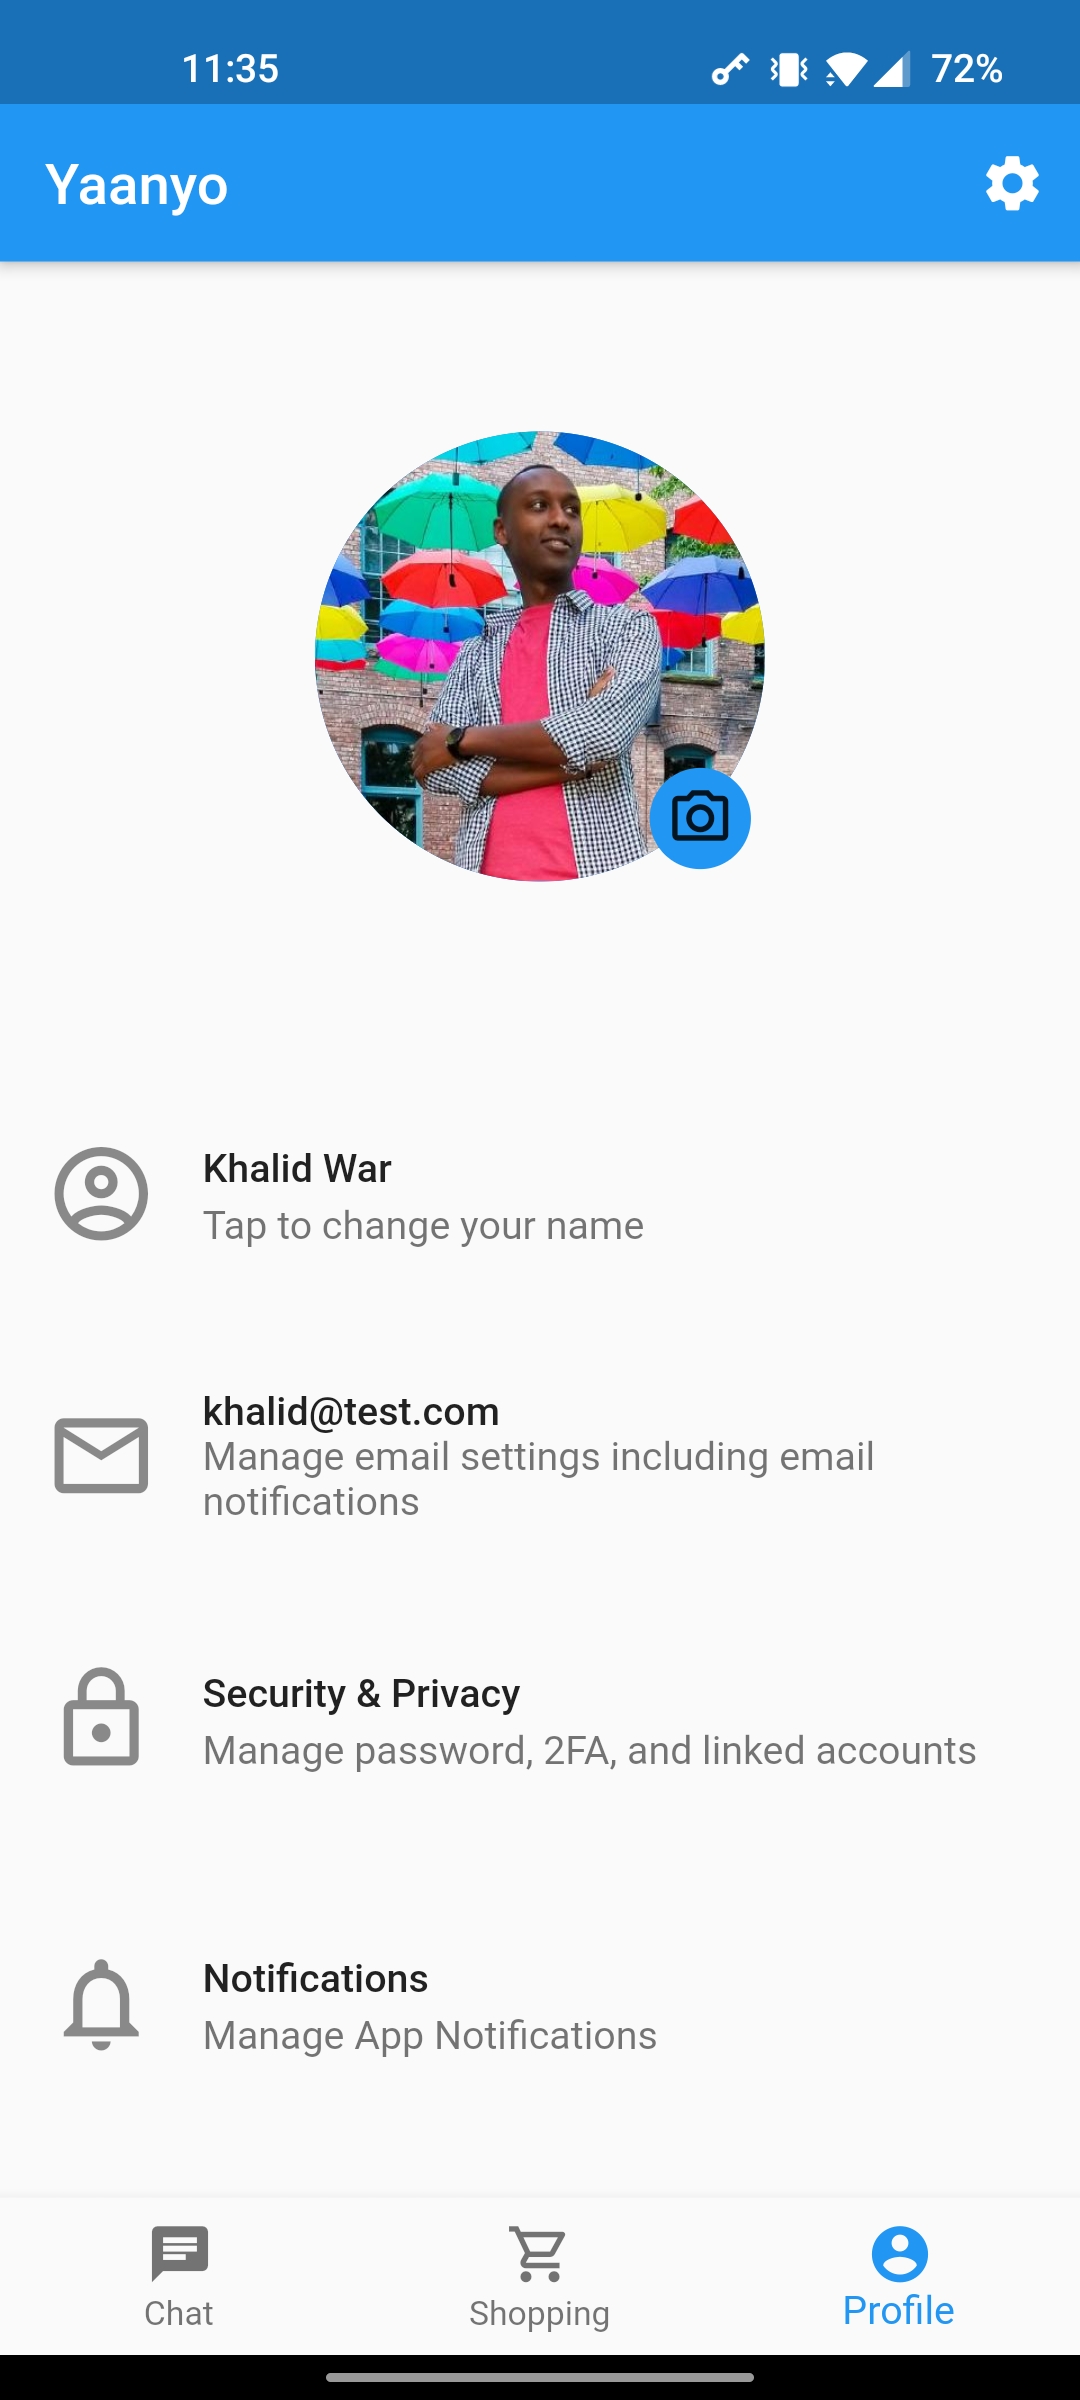 11:35
72%
Yaanyo
Khalid War
Tap to change your name
khalid@test.com
Manage email settings including email
notifications
Security & Privacy
Manage password, 2FA, and linked accounts
Notifications
Manage App Notifications
Chat
Shopping
Profile